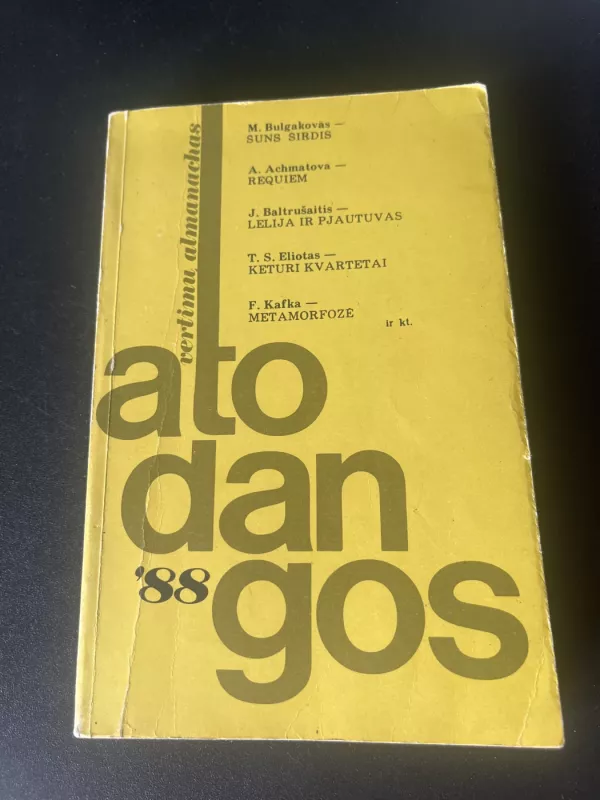 vertimų almanachas
M. Bulgakovas —
ŠUNS ŠIRDIS
A. Achmatova —
REQUIEM
J. Baltrušaitis —
LELIJA IR PJAUTUVAS
T. S. Eliotas —
KETURI KVARTETAI
F. Kafka —
METAMORFOZĖ
ir kt.
ato
dan
'88
gos